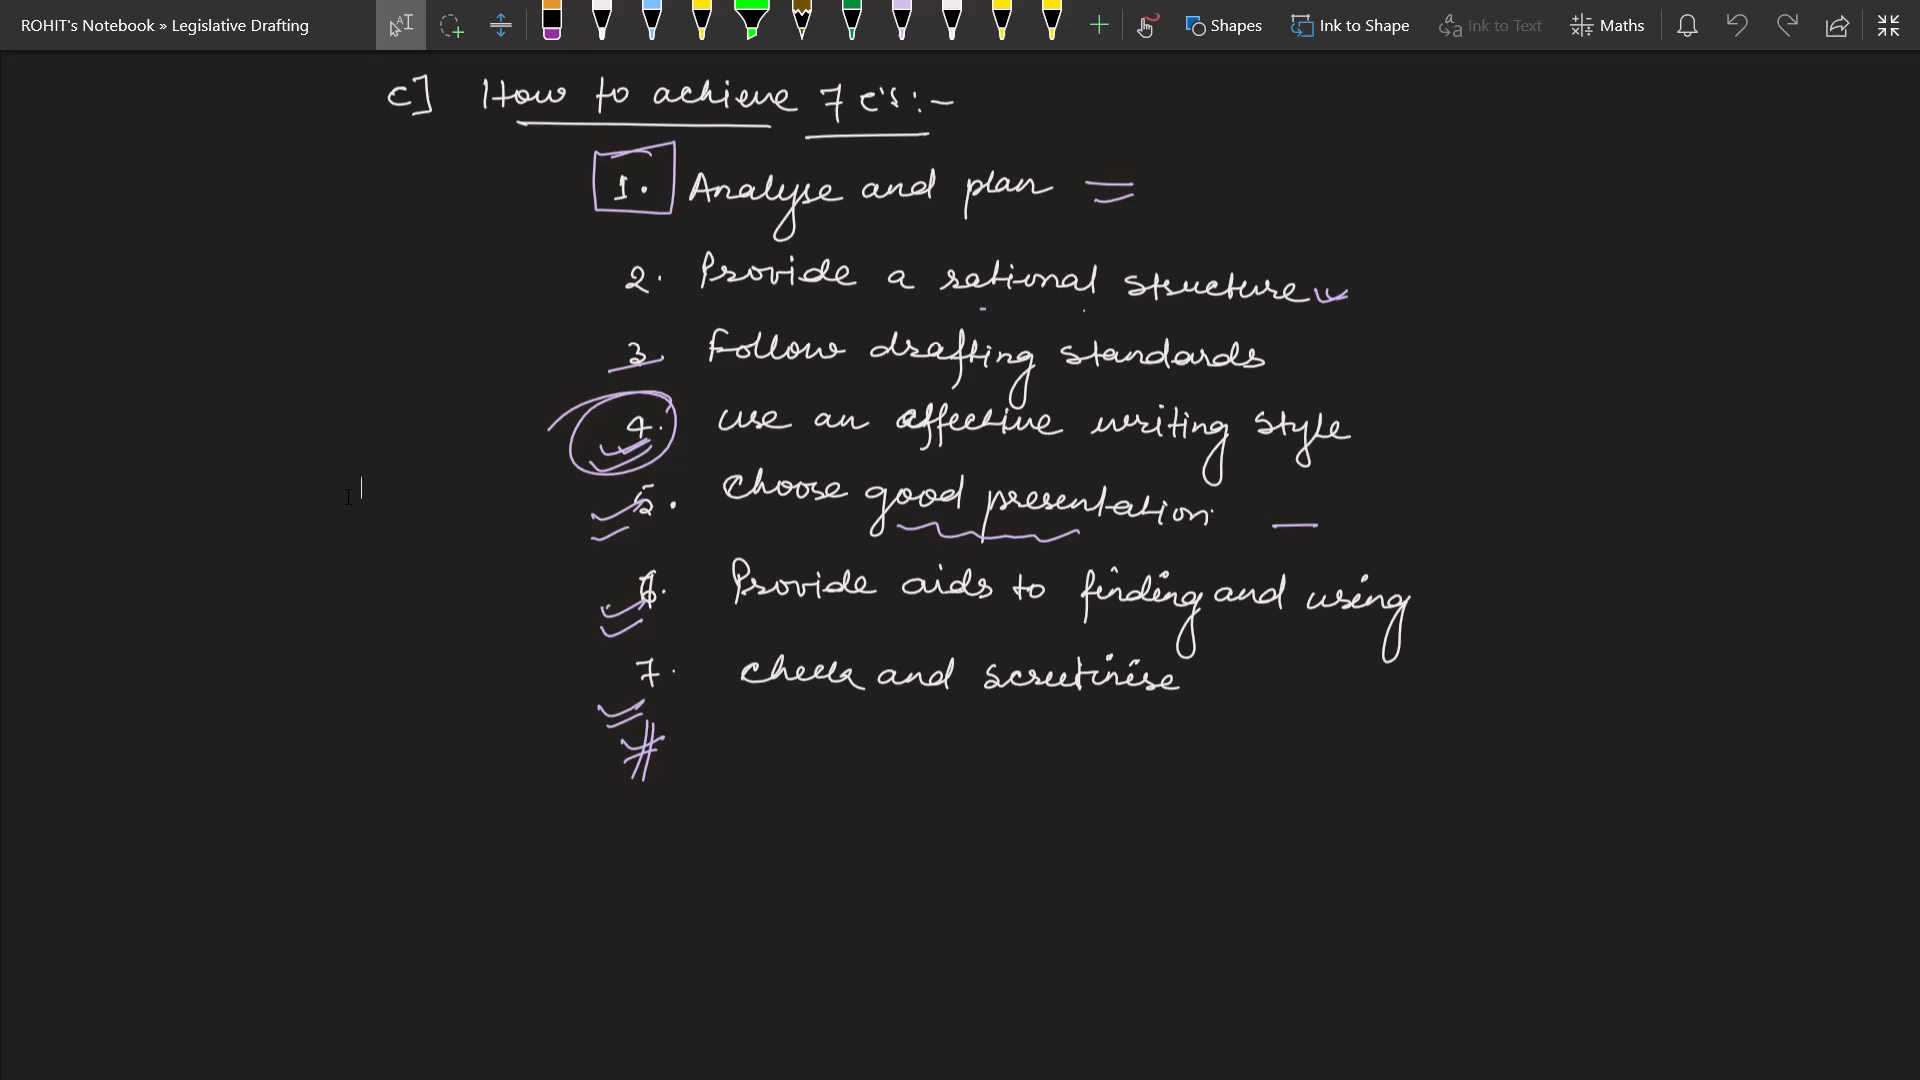 ROHIT's Notebook » Legislative Drafting
Shapes
Ink to Shape
Ink to Text
Maths
C] How to achieve 7 C's :-
1. Analyse and plan
2. Provide a rational structure
3. Follow drafting standards
4. use an effective writing style
5. Choose good presentation.
6. Provide aids to finding and using
7. Check and scrutinise